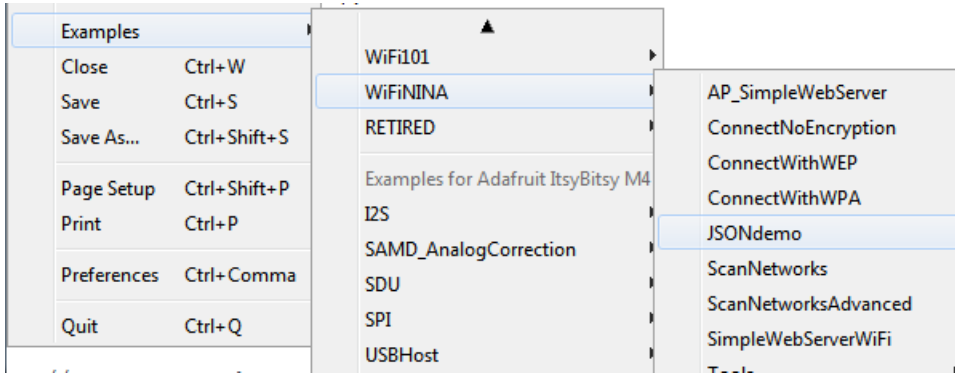 Examples
Close Ctrl+W
Save Ctrl+S
Save As... Ctrl+Shift+S
Page Setup Ctrl+Shift+P
Print Ctrl+P
Preferences Ctrl+Comma
Quit Ctrl+Q
WiFi101
WiFiNINA
RETIRED
Examples for Adafruit ItsyBitsy M4
I2S
SAMD_AnalogCorrection
SDU
SPI
USBHost
AP_SimpleWebServer
ConnectNoEncryption
ConnectWithWEP
ConnectWithWPA
JSONdemo
ScanNetworks
ScanNetworksAdvanced
SimpleWebServerWiFi